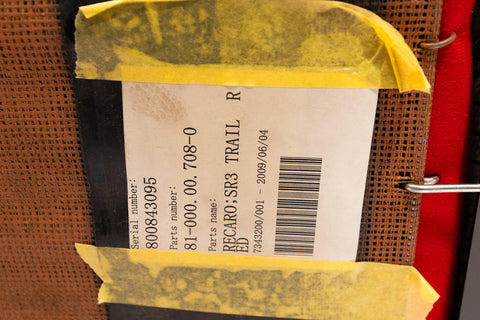 Serial number:
800843095
Parts number:
81-000.00.708-0
Parts name:
RECARO;SR3 TRAIL R
ED
7343200/001 - 2009/06/04